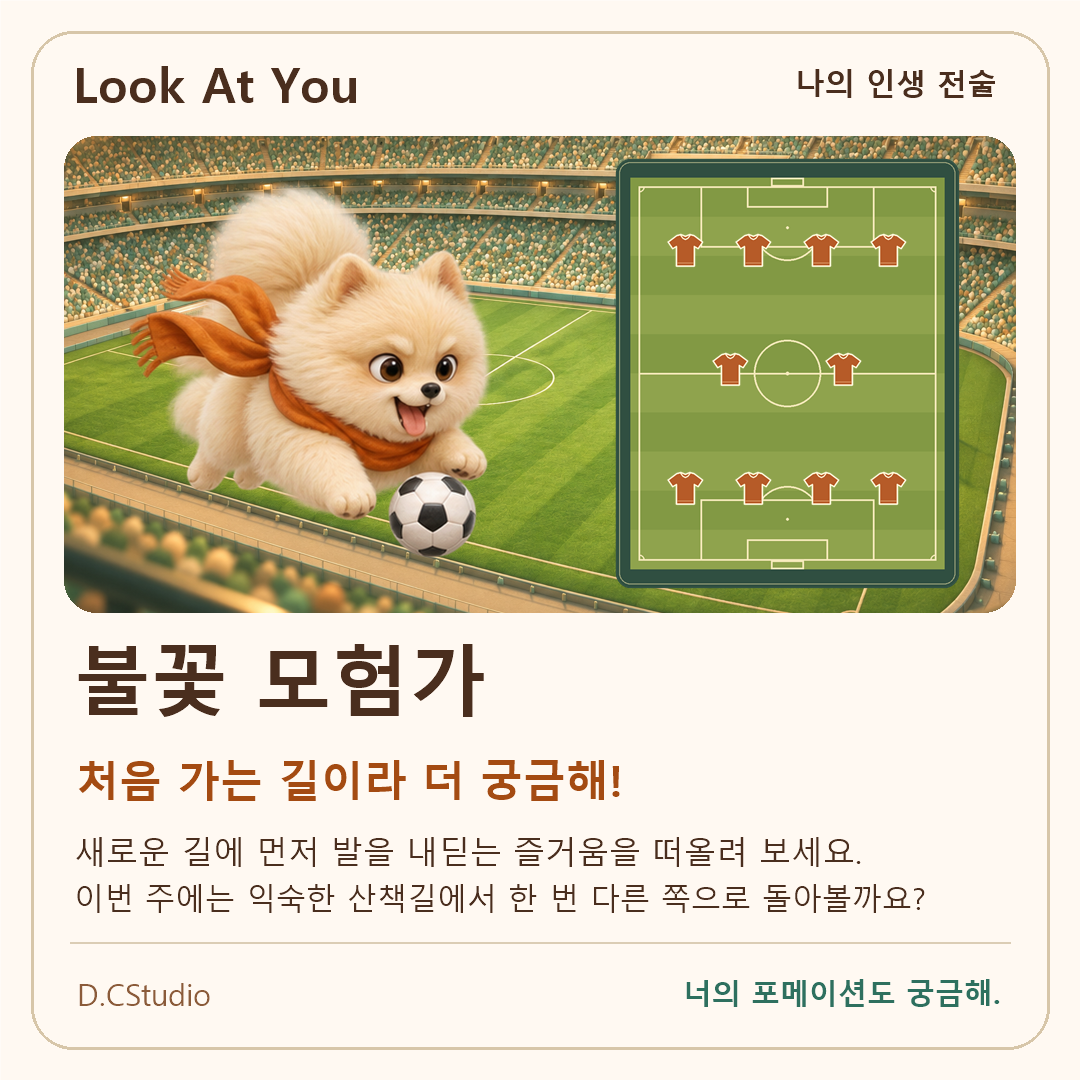 Look At You
나의 인생 전술
불꽃 모험가
처음 가는 길이라 더 궁금해!
새로운 길에 먼저 발을 내딛는 즐거움을 떠올려 보세요.
이번 주에는 익숙한 산책길에서 한 번 다른 쪽으로 돌아볼까요?
D.CStudio
너의 포메이션도 궁금해.